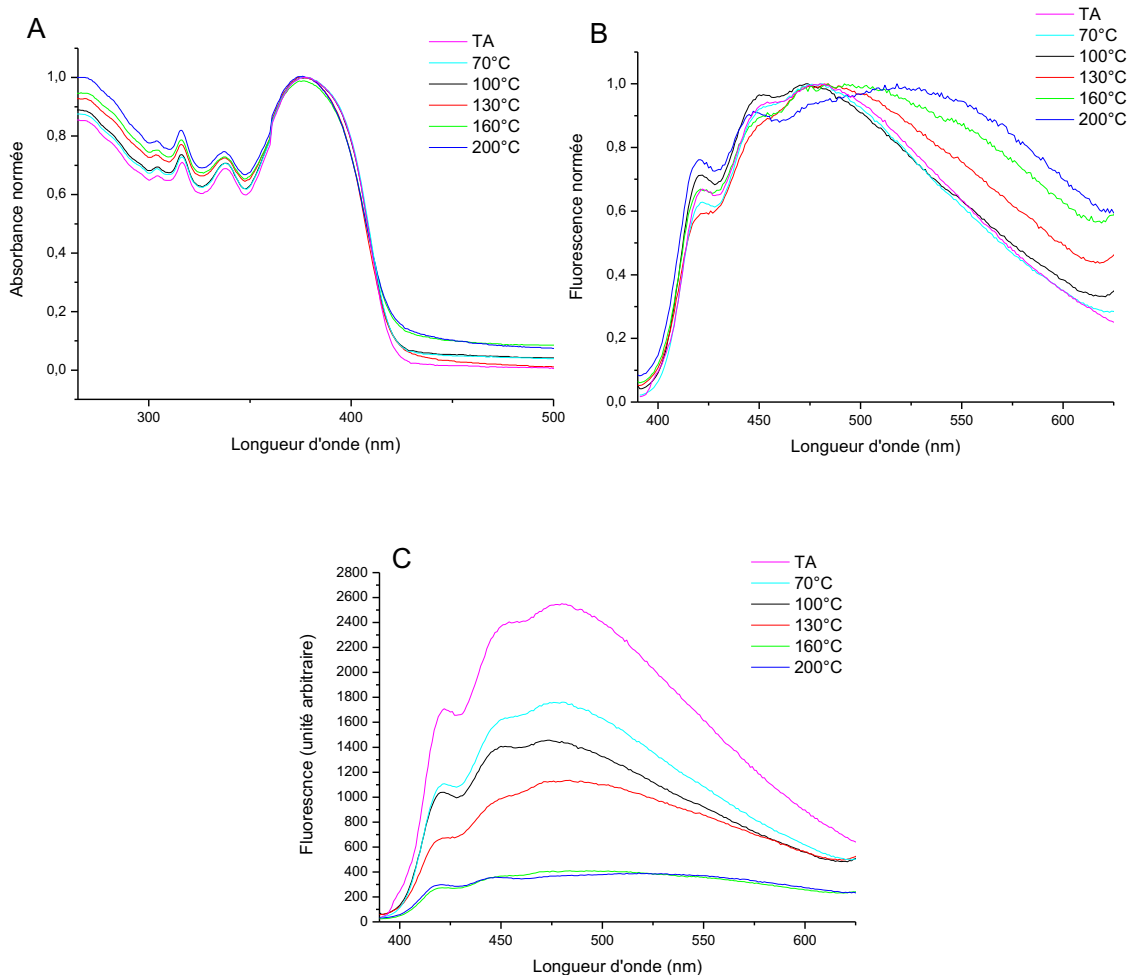 A
TA
70°C
100°C
130°C
160°C
200°C
Absorbance normée
1,0
0,8
0,6
0,4
0,2
0,0
300
400
500
Longueur d'onde (nm)
B
TA
70°C
100°C
130°C
160°C
200°C
Fluorescence normée
1,0
0,8
0,6
0,4
0,2
0,0
400
450
500
550
600
Longueur d'onde (nm)
C
TA
70°C
100°C
130°C
160°C
200°C
Fluorescnce (unité arbitraire)
2800
2600
2400
2200
2000
1800
1600
1400
1200
1000
800
600
400
200
0
400
450
500
550
600
Longueur d'onde (nm)